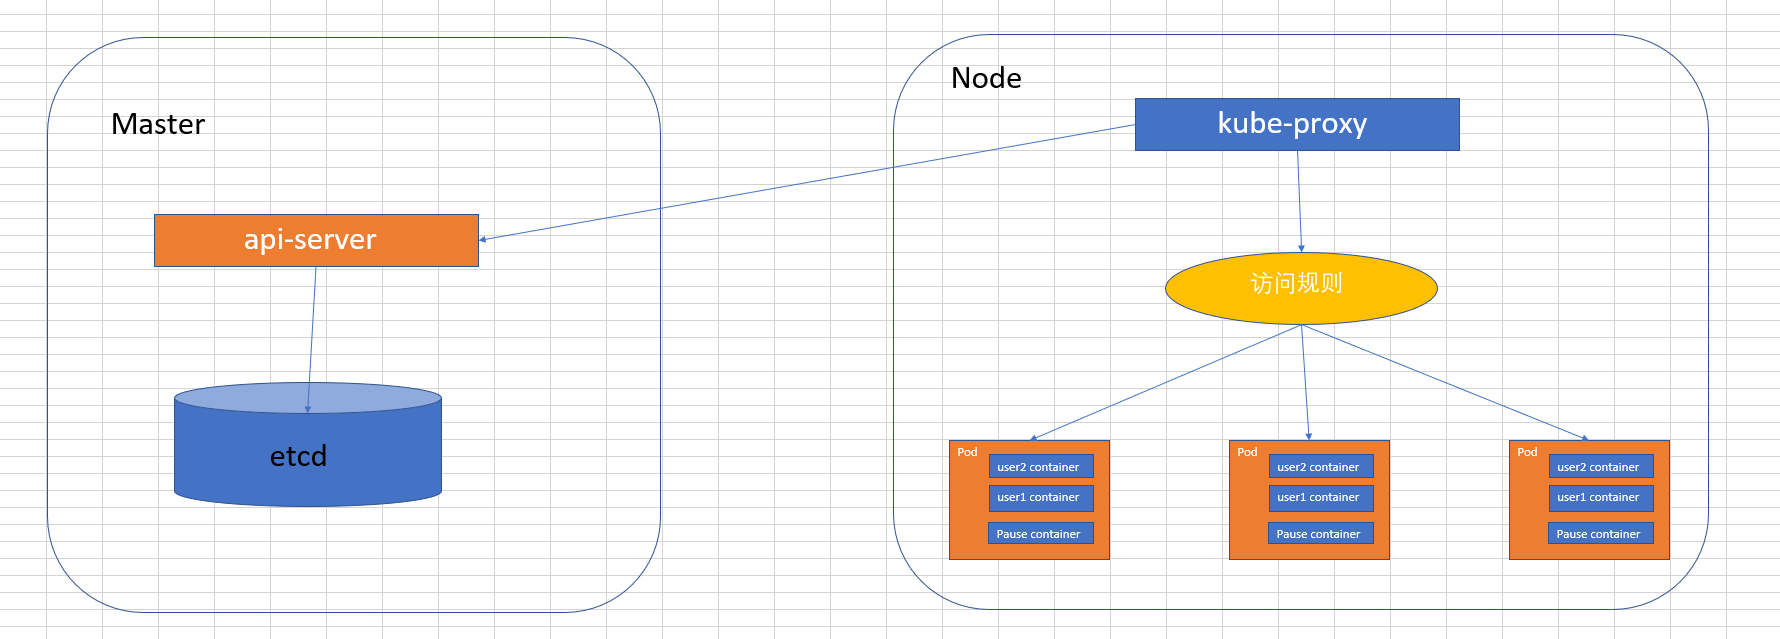 Master
api-server
etcd
Node
kube-proxy
访问规则
Pod
user2 container
user1 container
Pause container
Pod
user2 container
user1 container
Pause container
Pod
user2 container
user1 container
Pause container